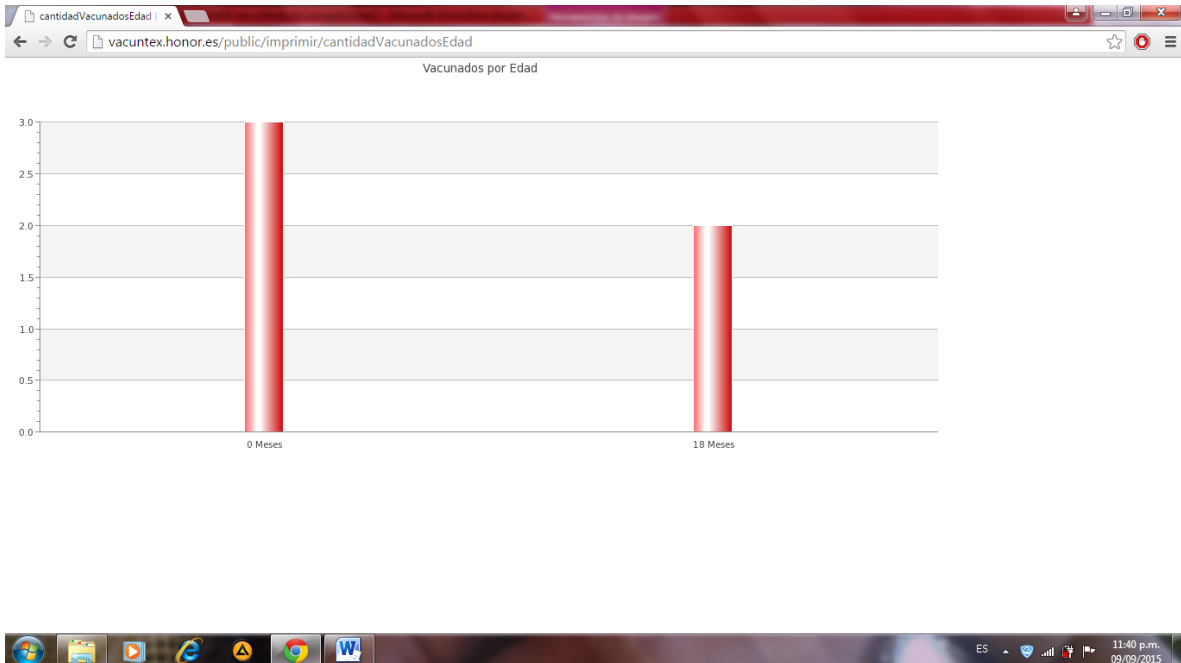 cantidadVacunadosEdad (
vacuntex.honor.es/public/imprimir/cantidadVacunadosEdad
Vacunados por Edad
3.0
2.5
2.0
1.5
1.0
0.5
0.0
0 Meses
18 Meses
ES
11:40 p.m.
09/09/2015